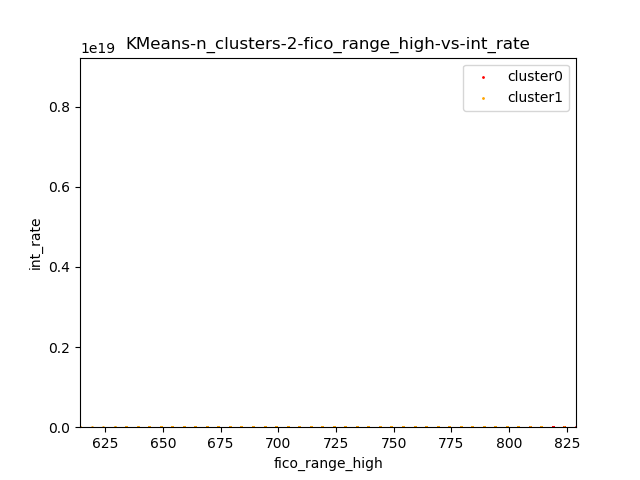 KMeans-n_clusters-2-fico_range_high-vs-int_rate
1e19
cluster0
cluster1
0.8
0.6
0.4
0.2
0.0
int_rate
625 650 675 700 725 750 775 800 825
fico_range_high